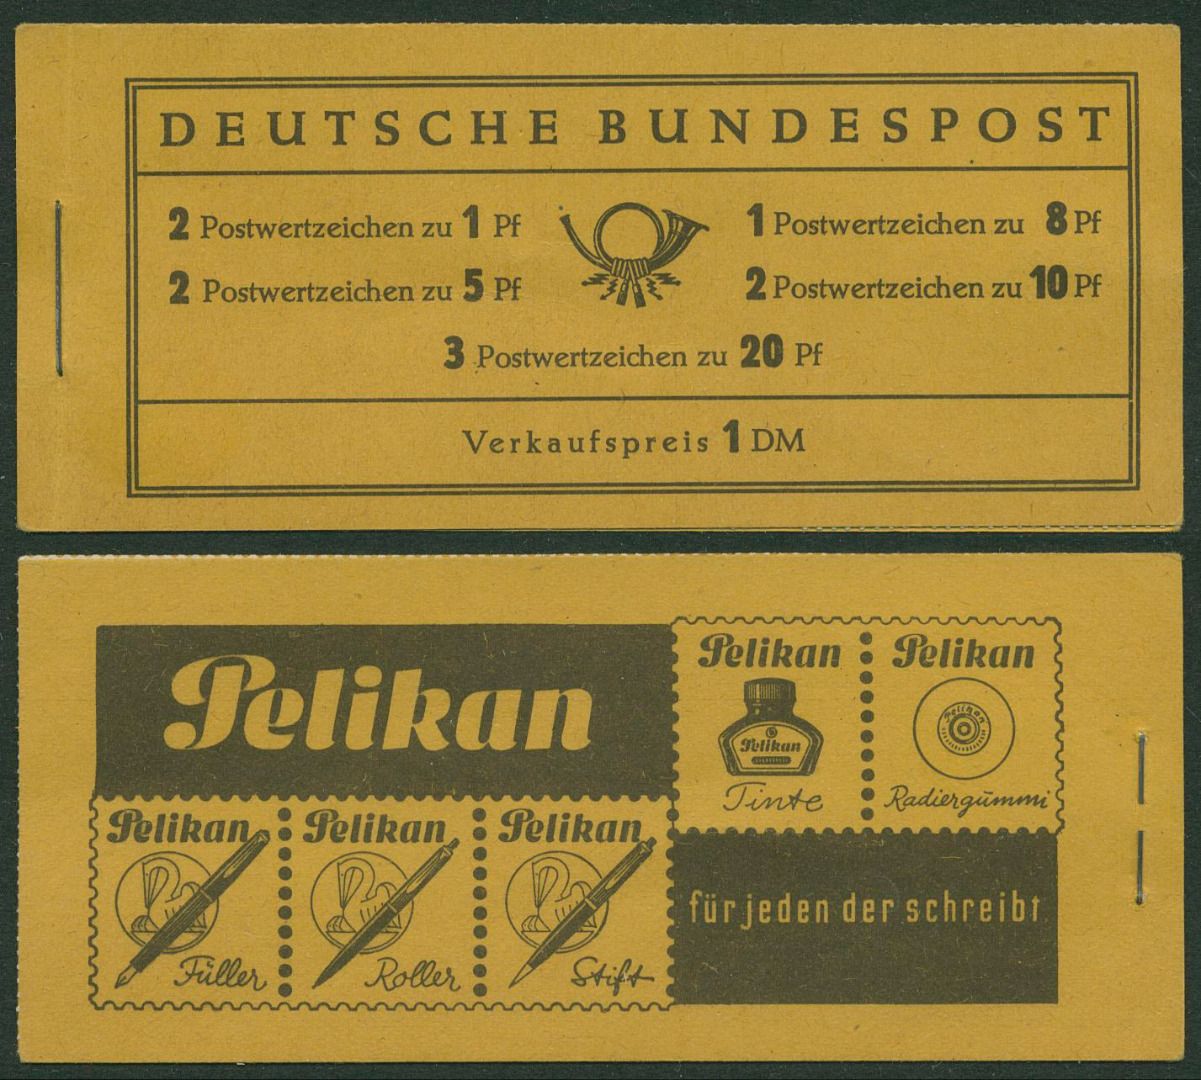 DEUTSCHE BUNDESPOST
2 Postwertzeichen zu 1 Pf
1 Postwertzeichen zu 8 Pf
2 Postwertzeichen zu 5 Pf
2 Postwertzeichen zu 10 Pf
3 Postwertzeichen zu 20 Pf
Verkaufspreis 1 DM
Pelikan
Pelikan
Pelikan
Tinte
Pelikan
Pelikan
Radiergummi
Pelikan
Füller
Pelikan
Roller
Pelikan
Stift
für jeden der schreibt